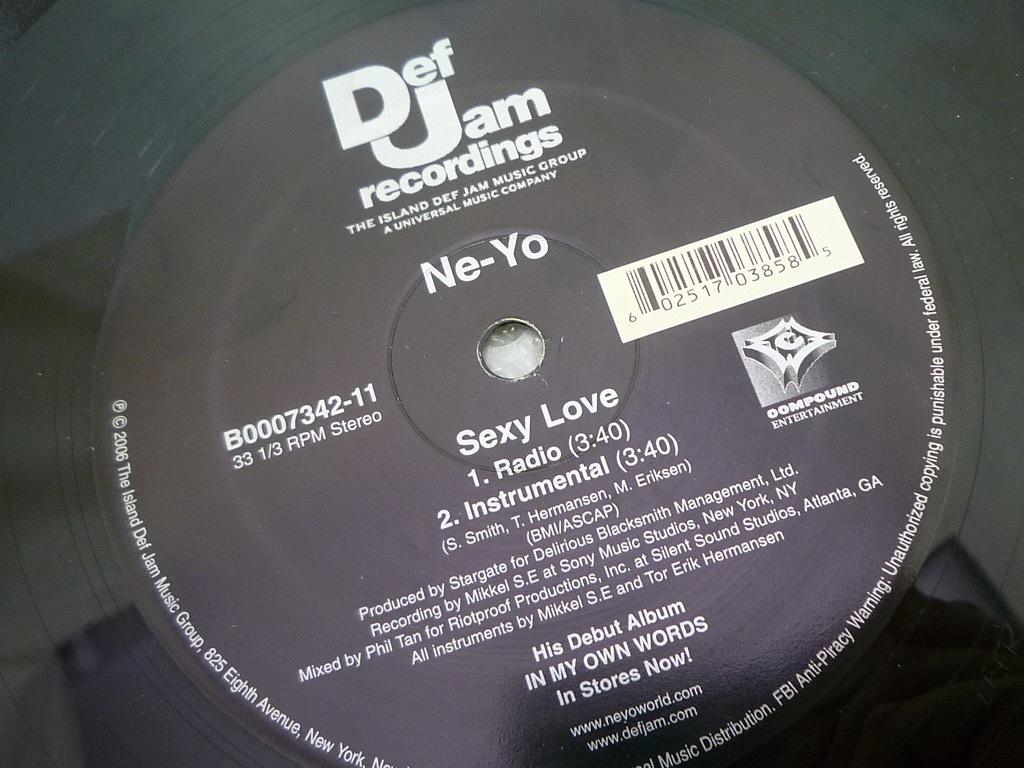 Def
Jam
recordings
THE ISLAND DEF JAM MUSIC GROUP
A UNIVERSAL MUSIC COMPANY
Ne-Yo
6 02517 03858 5
COMPOUND
ENTERTAINMENT
B0007342-11
33 1/3 RPM Stereo
Sexy Love
1. Radio (3:40)
2. Instrumental (3:40)
(S. Smith, T. Hermansen, M. Eriksen)
(BMI/ASCAP)
Produced by Stargate for Delirious Blacksmith Management, Ltd.
Recording by Mikkel S.E at Sony Music Studios, New York, NY
Mixed by Phil Tan for Riotproof Productions, Inc. at Silent Sound Studios, Atlanta, GA
All instruments by Mikkel S.E and Tor Erik Hermansen
His Debut Album
IN MY OWN WORDS
In Stores Now!
www.neyoworld.com
www.defjam.com
℗ © 2006 The Island Def Jam Music Group, 825 Eighth Avenue, New York,
Music Distribution. FBI Anti-Piracy Warning: Unauthorized copying is punishable under federal law. All rights reserved.